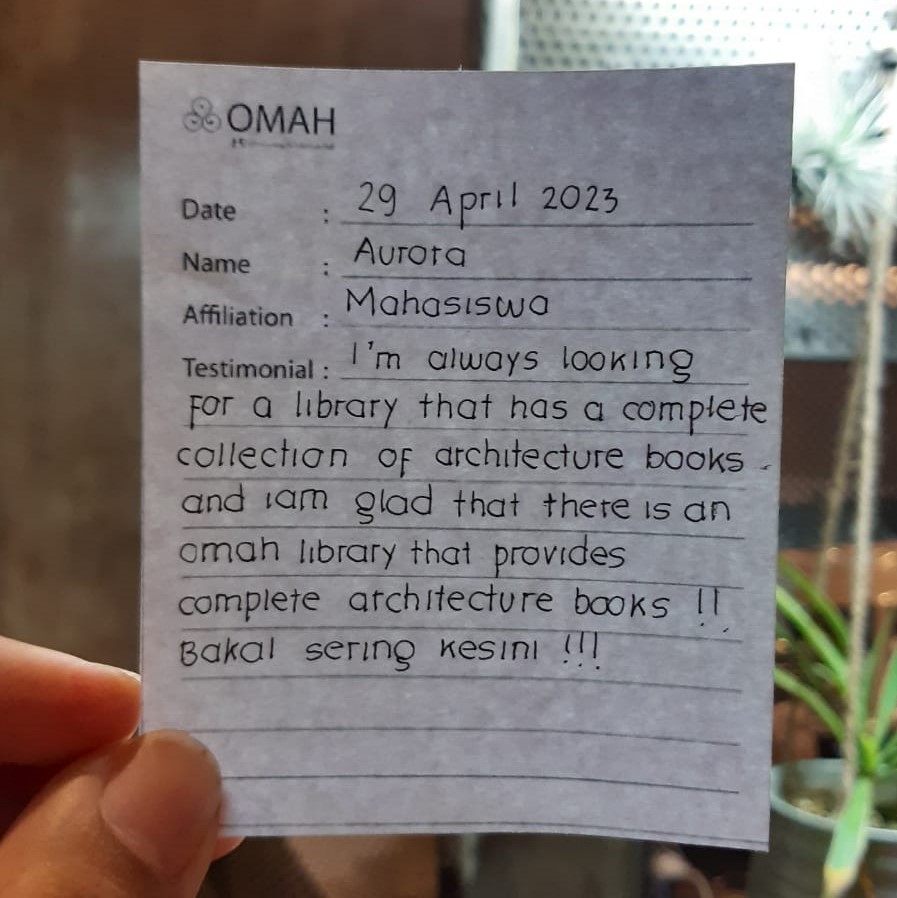 OMAH
Date : 29 April 2023
Name : Aurora
Affiliation : Mahasiswa
Testimonial : I'm always looking
for a library that has a complete
collection of architecture books
and iam glad that there is an
omah library that provides
complete architecture books !!
Bakal sering kesini !!!